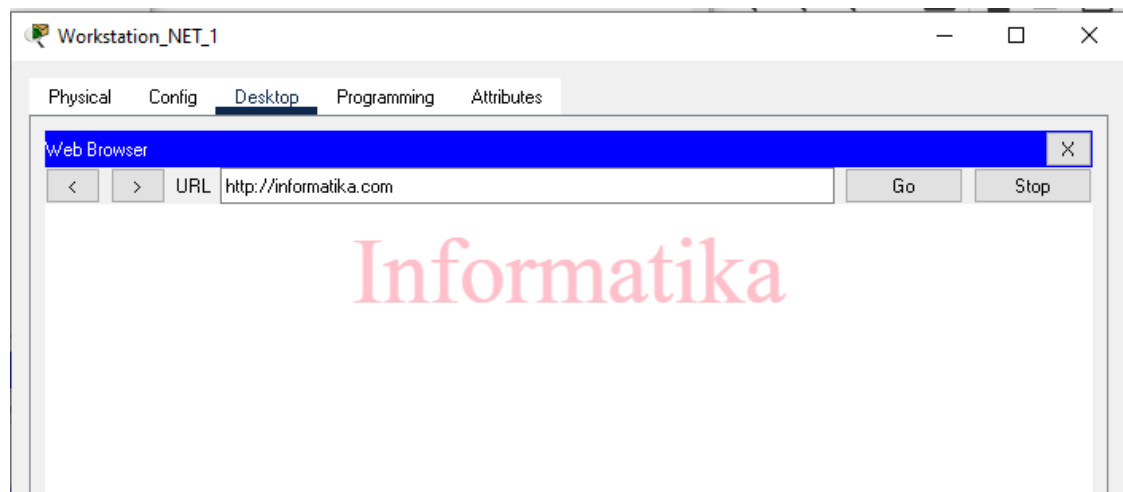 Workstation_NET_1
Physical Config Desktop Programming Attributes
Web Browser X
< > URL http://informatika.com Go Stop
Informatika